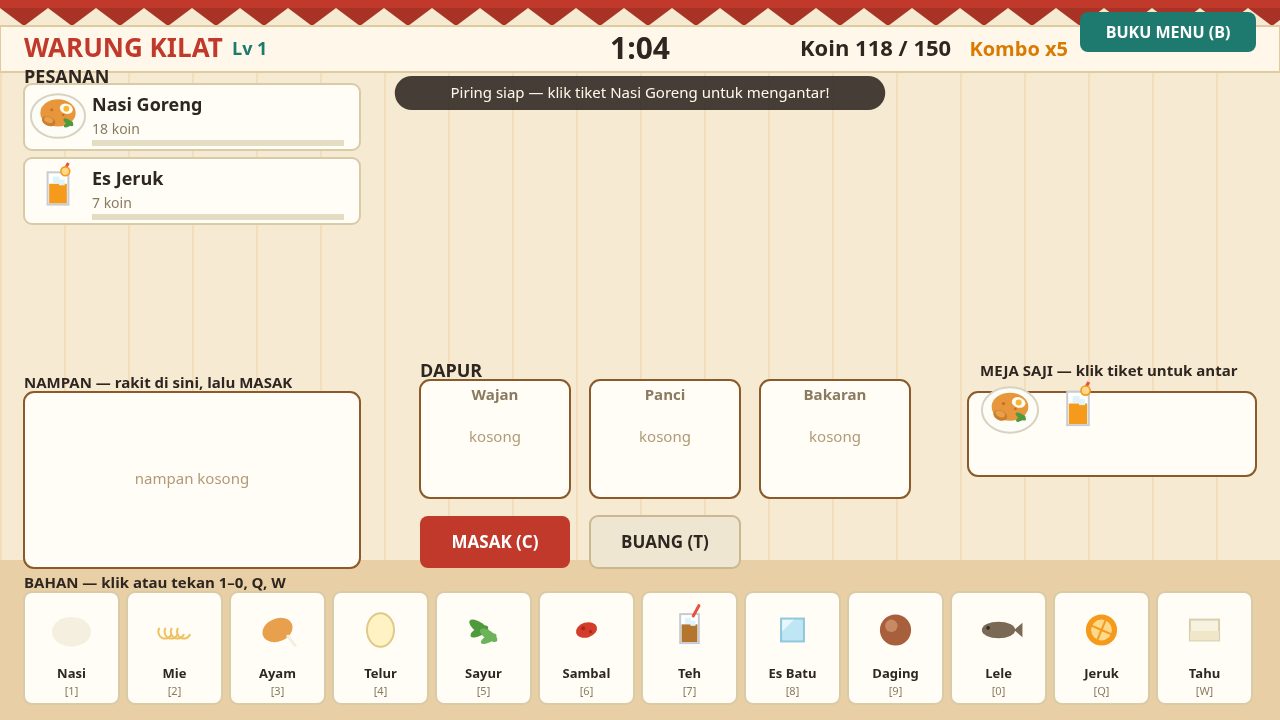 WARUNG KILAT Lv 1
1:04
Koin 118 / 150 Kombo x5
BUKU MENU (B)
PESANAN
Nasi Goreng
18 koin
Es Jeruk
7 koin
Piring siap — klik tiket Nasi Goreng untuk mengantar!
NAMPAN — rakit di sini, lalu MASAK
nampan kosong
DAPUR
Wajan
kosong
Panci
kosong
Bakaran
kosong
MASAK (C)
BUANG (T)
MEJA SAJI — klik tiket untuk antar
BAHAN — klik atau tekan 1–0, Q, W
Nasi
[1]
Mie
[2]
Ayam
[3]
Telur
[4]
Sayur
[5]
Sambal
[6]
Teh
[7]
Es Batu
[8]
Daging
[9]
Lele
[0]
Jeruk
[Q]
Tahu
[W]